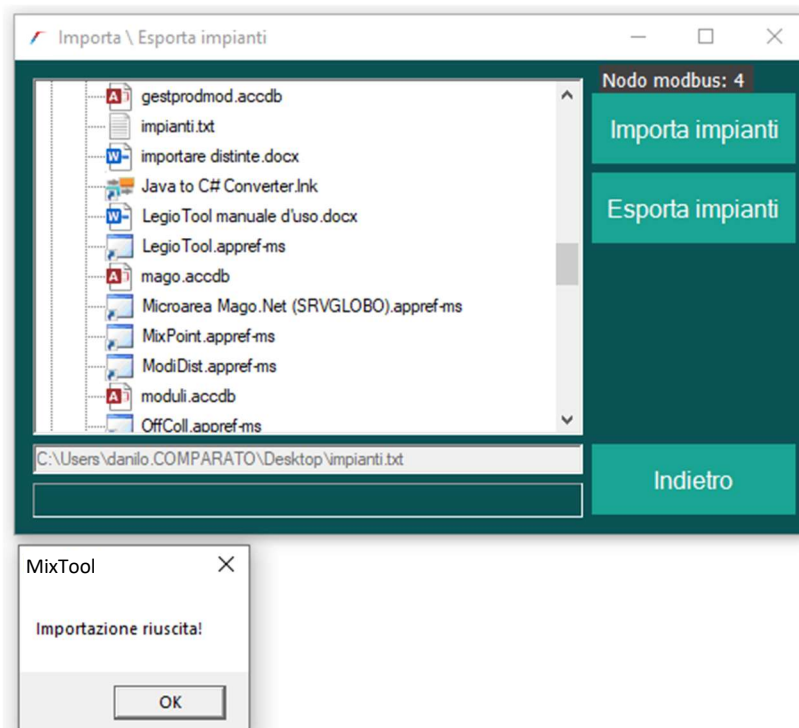 Importa \ Esporta impianti
Nodo modbus: 4
gestprodmod.accdb
impianti.txt
importare distinte.docx
Java to C# Converter.lnk
LegioTool manuale d'uso.docx
LegioTool.appref-ms
mago.accdb
Microarea Mago.Net (SRVGLOBO).appref-ms
MixPoint.appref-ms
ModiDist.appref-ms
moduli.accdb
OffColl.appref-ms
Importa impianti
Esporta impianti
C:\Users\danilo.COMPARATO\Desktop\impianti.txt
Indietro
MixTool
Importazione riuscita!
OK